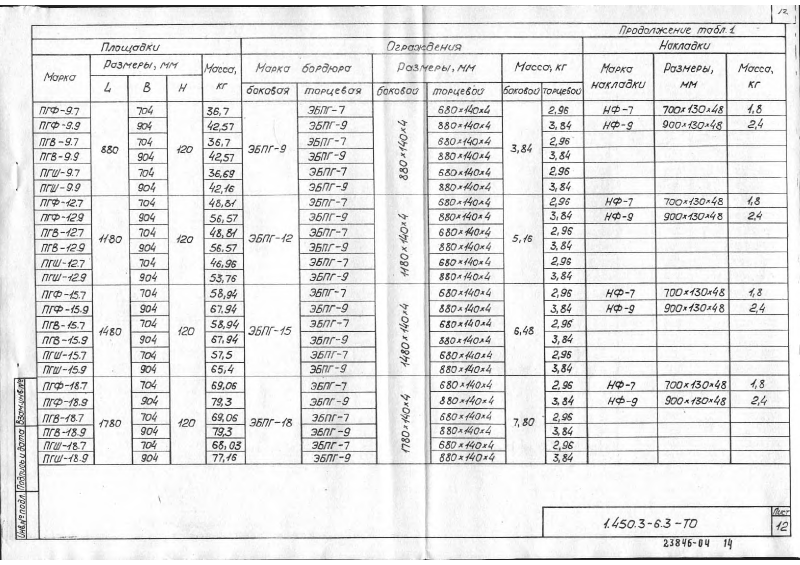 12
Продолжение табл. 1
Площадки Ограждения Накладки
Марка Размеры, мм Масса, кг Марка бордюра Размеры, мм Масса, кг Марка накладки Размеры, мм Масса, кг
L B H боковая торцевая боковой торцевой боковой торцевой
ПГФ-9.7 880 704 120 36,7 ЭБПГ-9 ЭБПГ-7 880×140×4 680×140×4 3,84 2,96 НФ-7 700×130×48 1,8
ПГФ-9.9 904 42,57 ЭБПГ-9 880×140×4 3,84 НФ-9 900×130×48 2,4
ПГВ-9.7 704 36,7 ЭБПГ-7 680×140×4 2,96
ПГВ-9.9 904 42,57 ЭБПГ-9 880×140×4 3,84
ПГШ-9.7 704 36,69 ЭБПГ-7 680×140×4 2,96
ПГШ-9.9 904 42,16 ЭБПГ-9 880×140×4 3,84
ПГФ-12.7 1180 704 120 48,81 ЭБПГ-12 ЭБПГ-7 1180×140×4 680×140×4 5,16 2,96 НФ-7 700×130×48 1,8
ПГФ-12.9 904 56,57 ЭБПГ-9 880×140×4 3,84 НФ-9 900×130×48 2,4
ПГВ-12.7 704 48,81 ЭБПГ-7 680×140×4 2,96
ПГВ-12.9 904 56,57 ЭБПГ-9 880×140×4 3,84
ПГШ-12.7 704 46,96 ЭБПГ-7 680×140×4 2,96
ПГШ-12.9 904 53,76 ЭБПГ-9 880×140×4 3,84
ПГФ-15.7 1480 704 120 58,94 ЭБПГ-15 ЭБПГ-7 1480×140×4 680×140×4 6,48 2,96 НФ-7 700×130×48 1,8
ПГФ-15.9 904 67,94 ЭБПГ-9 880×140×4 3,84 НФ-9 900×130×48 2,4
ПГВ-15.7 704 58,94 ЭБПГ-7 680×140×4 2,96
ПГВ-15.9 904 67,94 ЭБПГ-9 880×140×4 3,84
ПГШ-15.7 704 57,5 ЭБПГ-7 680×140×4 2,96
ПГШ-15.9 904 65,4 ЭБПГ-9 880×140×4 3,84
ПГФ-18.7 1780 704 120 69,06 ЭБПГ-18 ЭБПГ-7 1780×140×4 680×140×4 7,80 2,96 НФ-7 700×130×48 1,8
ПГФ-18.9 904 79,3 ЭБПГ-9 880×140×4 3,84 НФ-9 900×130×48 2,4
ПГВ-18.7 704 69,06 ЭБПГ-7 680×140×4 2,96
ПГВ-18.9 904 79,3 ЭБПГ-9 880×140×4 3,84
ПГШ-18.7 704 68,03 ЭБПГ-7 680×140×4 2,96
ПГШ-18.9 904 77,16 ЭБПГ-9 880×140×4 3,84
Инв.№ подл. Подпись и дата Взам.инв.№
1.450.3-6.3-ТО
Лист
12
23846-04 14